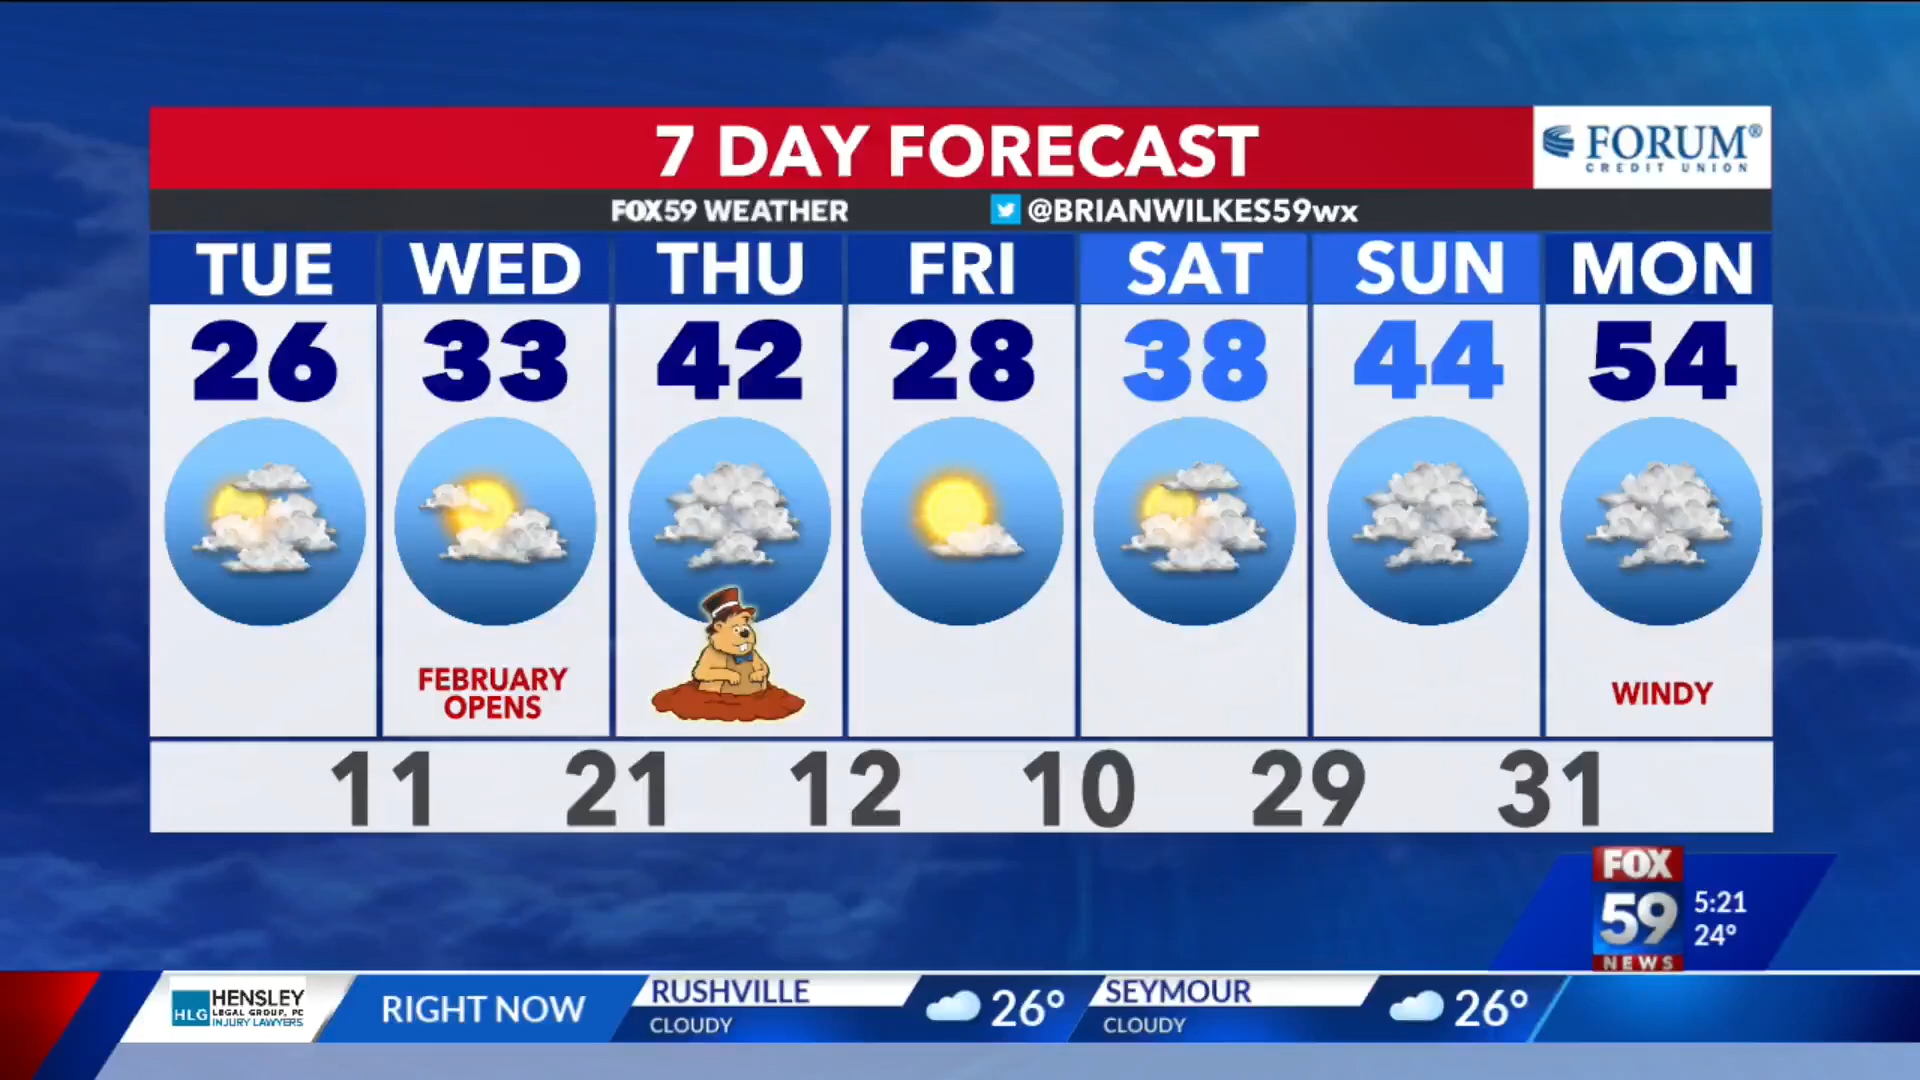 7 DAY FORECAST
FORUM®
CREDIT UNION
FOX59 WEATHER
@BRIANWILKES59wx
TUE WED THU FRI SAT SUN MON
26 33 42 28 38 44 54
FEBRUARY
OPENS
WINDY
11 21 12 10 29 31
FOX
59
NEWS
5:21
24°
HLG
HENSLEY
LEGAL GROUP, PC
INJURY LAWYERS
RIGHT NOW
RUSHVILLE
CLOUDY
26°
SEYMOUR
CLOUDY
26°